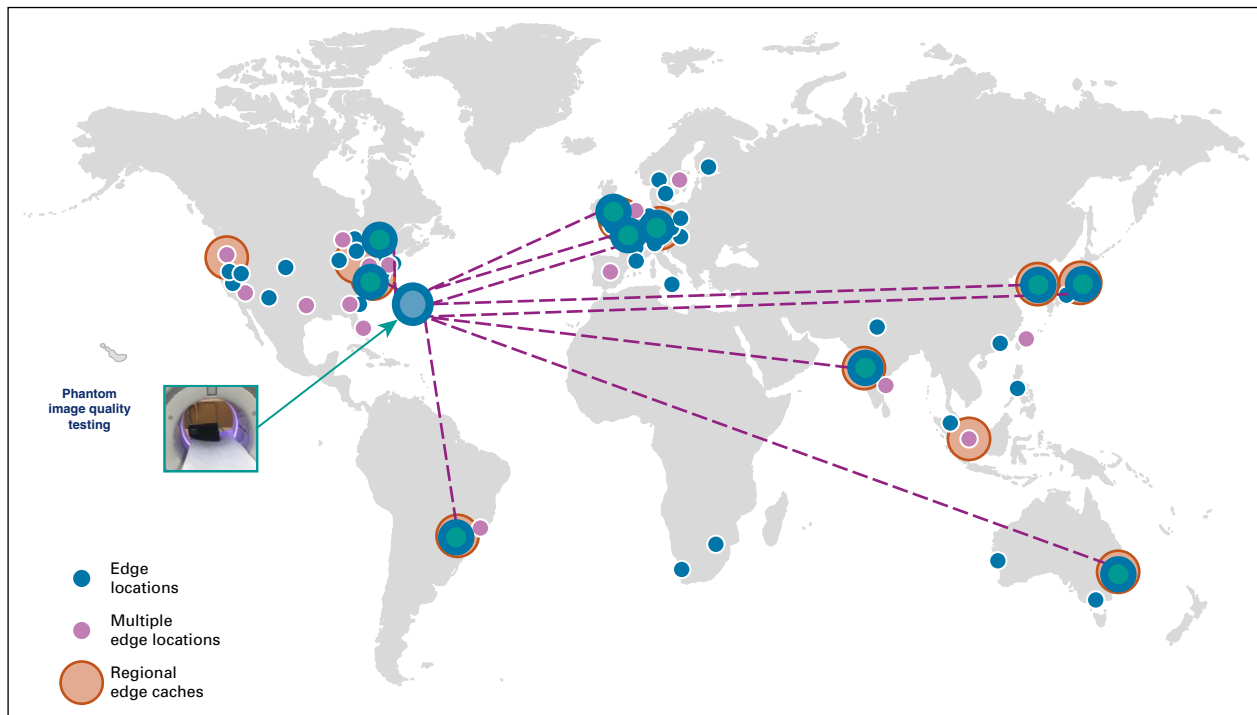 Phantom
image quality
testing
Edge
locations
Multiple
edge locations
Regional
edge caches